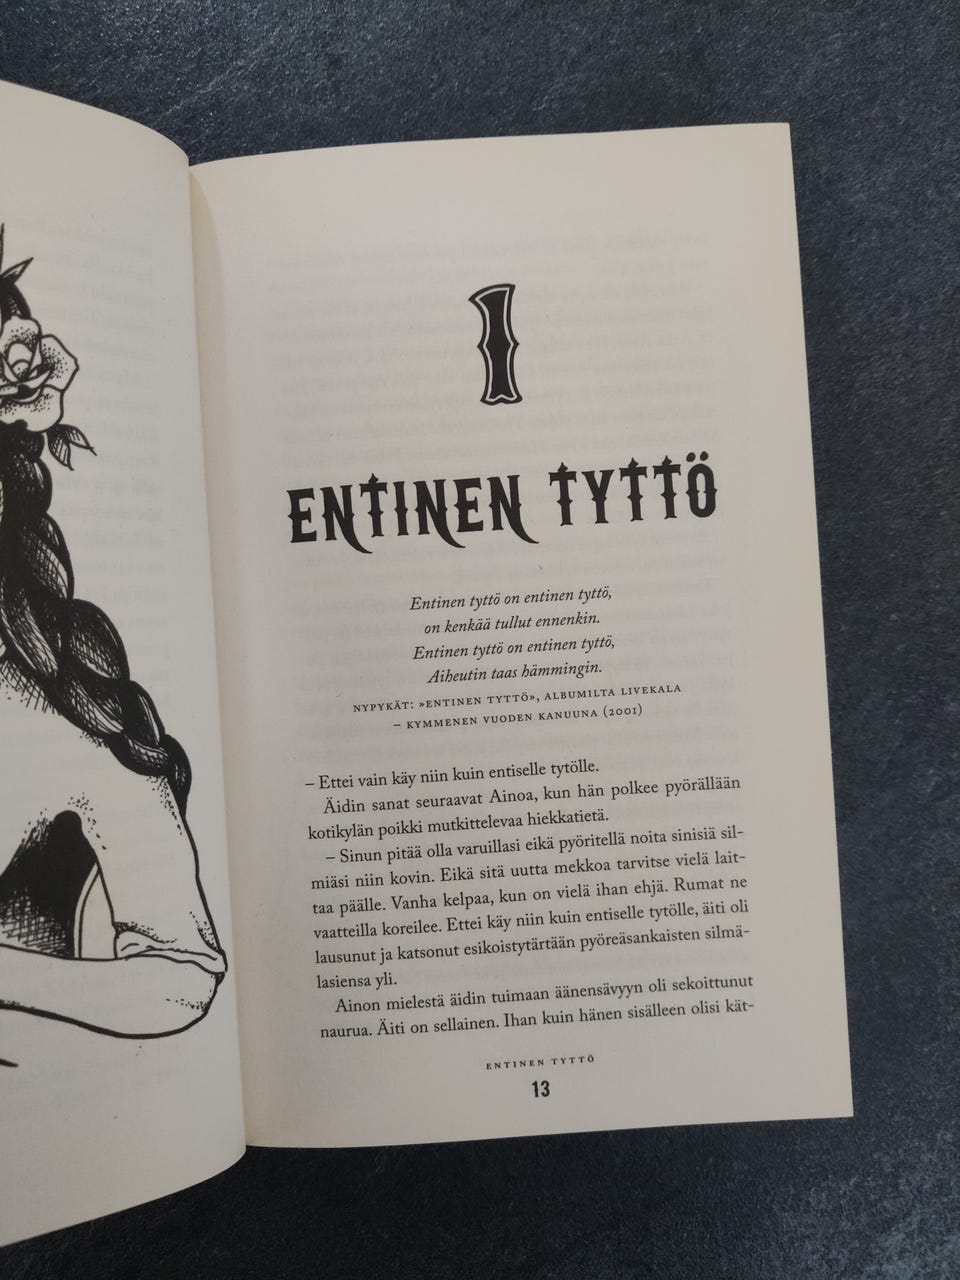 1
ENTINEN TYTTÖ
Entinen tyttö on entinen tyttö,
on kenkää tullut ennenkin.
Entinen tyttö on entinen tyttö,
Aiheutin taas hämmingin.
NYPYKÄT: »ENTINEN TYTTÖ», ALBUMILTA LIVEKALA
– KYMMENEN VUODEN KANUUNA (2001)
– Ettei vain käy niin kuin entiselle tytölle.
Äidin sanat seuraavat Ainoa, kun hän polkee pyörällään
kotikylän poikki mutkittelevaa hiekkatietä.
– Sinun pitää olla varuillasi eikä pyöritellä noita sinisiä sil-
miäsi niin kovin. Eikä sitä uutta mekkoa tarvitse vielä lait-
taa päälle. Vanha kelpaa, kun on vielä ihan ehjä. Rumat ne
vaatteilla koreilee. Ettei käy niin kuin entiselle tytölle, äiti oli
lausunut ja katsonut esikoistytärtään pyöreäsankaisten silmä-
lasiensa yli.
Ainon mielestä äidin tuimaan äänensävyyn oli sekoittunut
naurua. Äiti on sellainen. Ihan kuin hänen sisälleen olisi kät-
ENTINEN TYTTÖ
13